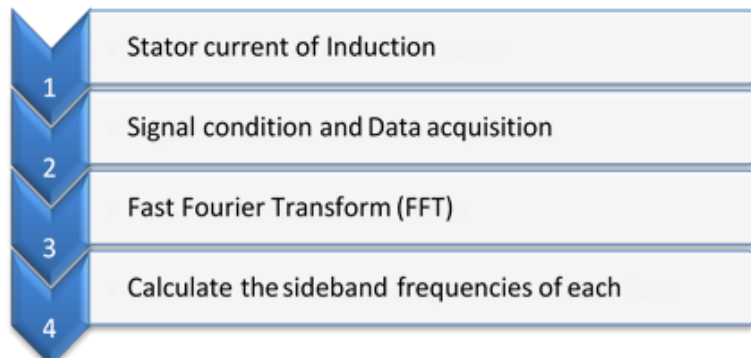 Stator current of Induction
1
Signal condition and Data acquisition
2
Fast Fourier Transform (FFT)
3
Calculate the sideband frequencies of each
4